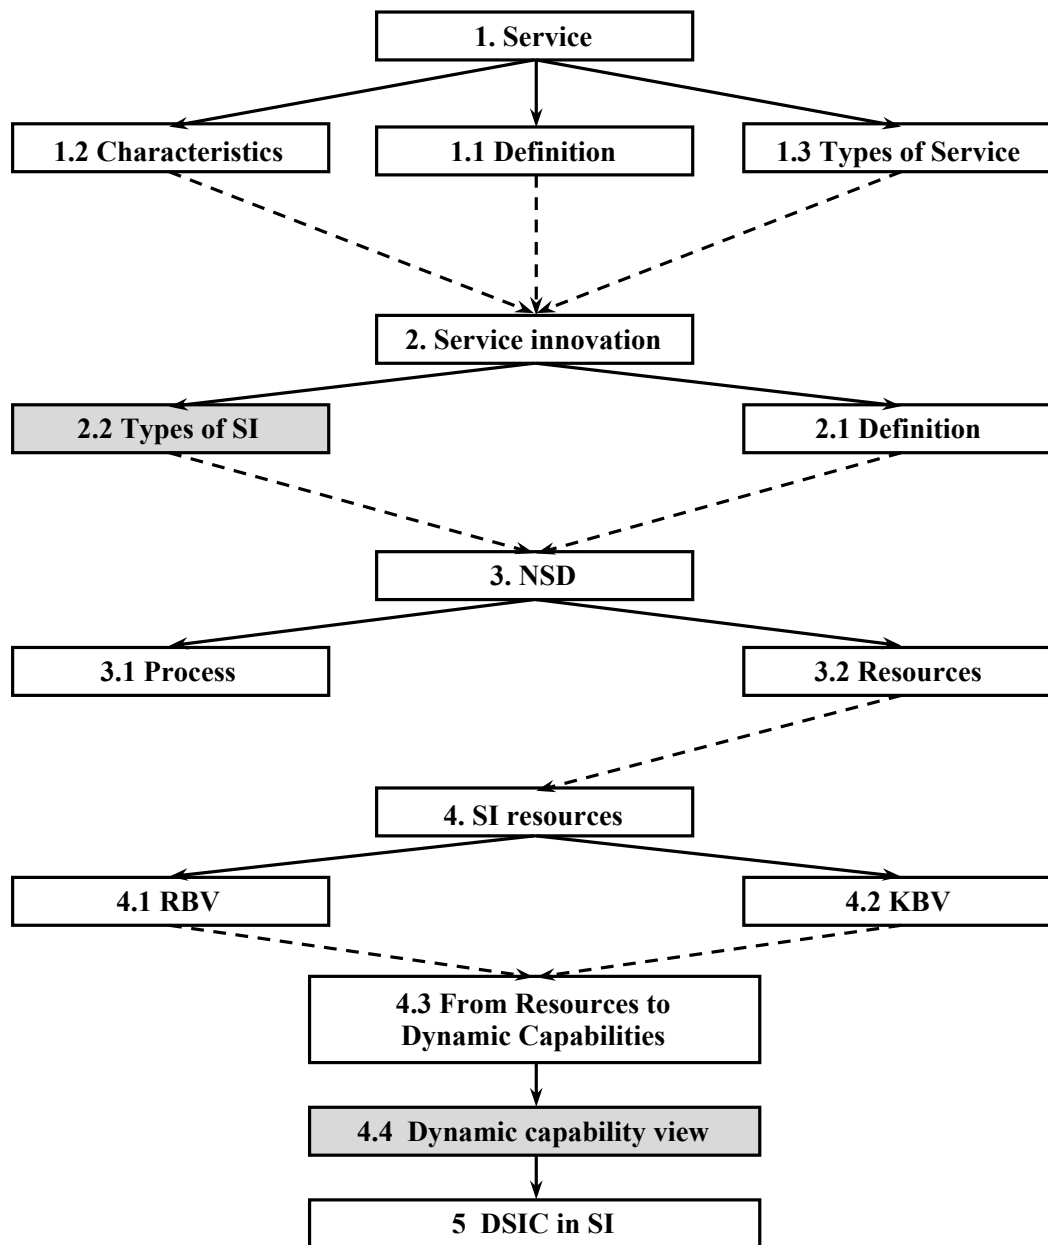 1. Service
1.2 Characteristics
1.1 Definition
1.3 Types of Service
2. Service innovation
2.2 Types of SI
2.1 Definition
3. NSD
3.1 Process
3.2 Resources
4. SI resources
4.1 RBV
4.2 KBV
4.3 From Resources to
Dynamic Capabilities
4.4 Dynamic capability view
5 DSIC in SI